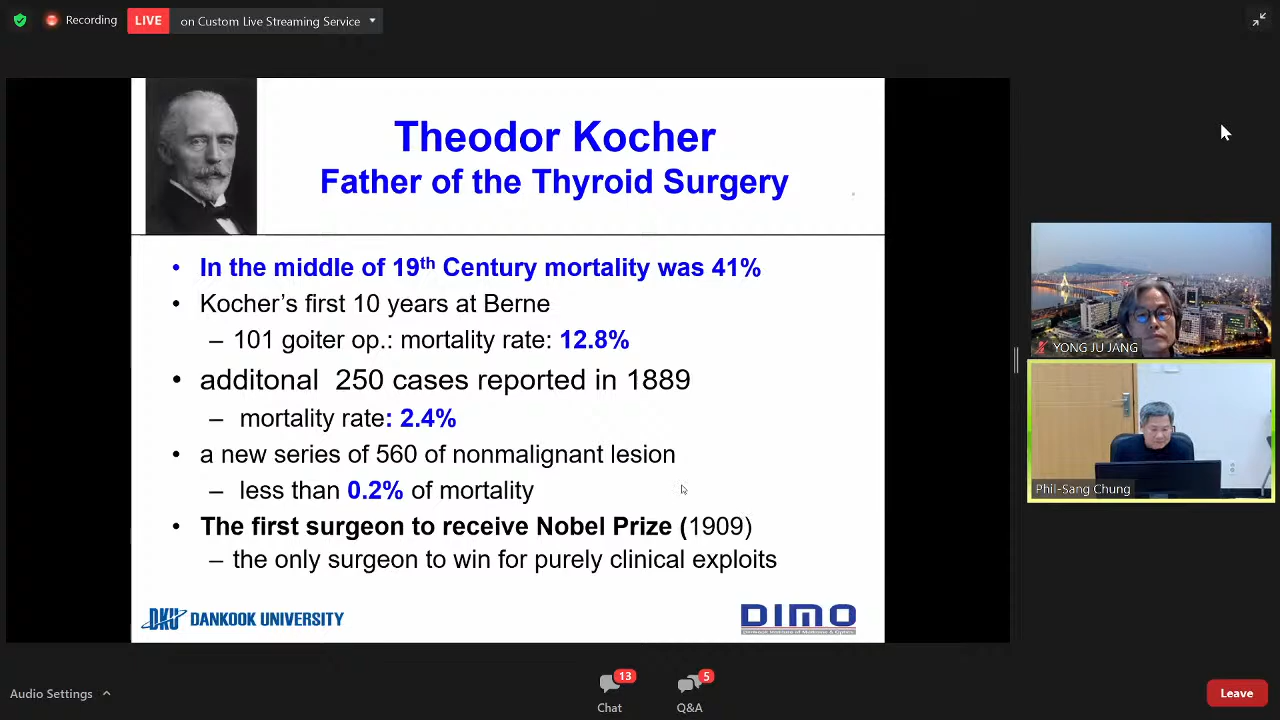 Recording
LIVE
on Custom Live Streaming Service
Theodor Kocher
Father of the Thyroid Surgery
• In the middle of 19th Century mortality was 41%
• Kocher's first 10 years at Berne
– 101 goiter op.: mortality rate: 12.8%
• additonal 250 cases reported in 1889
– mortality rate: 2.4%
• a new series of 560 of nonmalignant lesion
– less than 0.2% of mortality
• The first surgeon to receive Nobel Prize (1909)
– the only surgeon to win for purely clinical exploits
DKU DANKOOK UNIVERSITY
DIMO
YONG JU JANG
Phil-Sang Chung
Audio Settings
13
Chat
5
Q&A
Leave